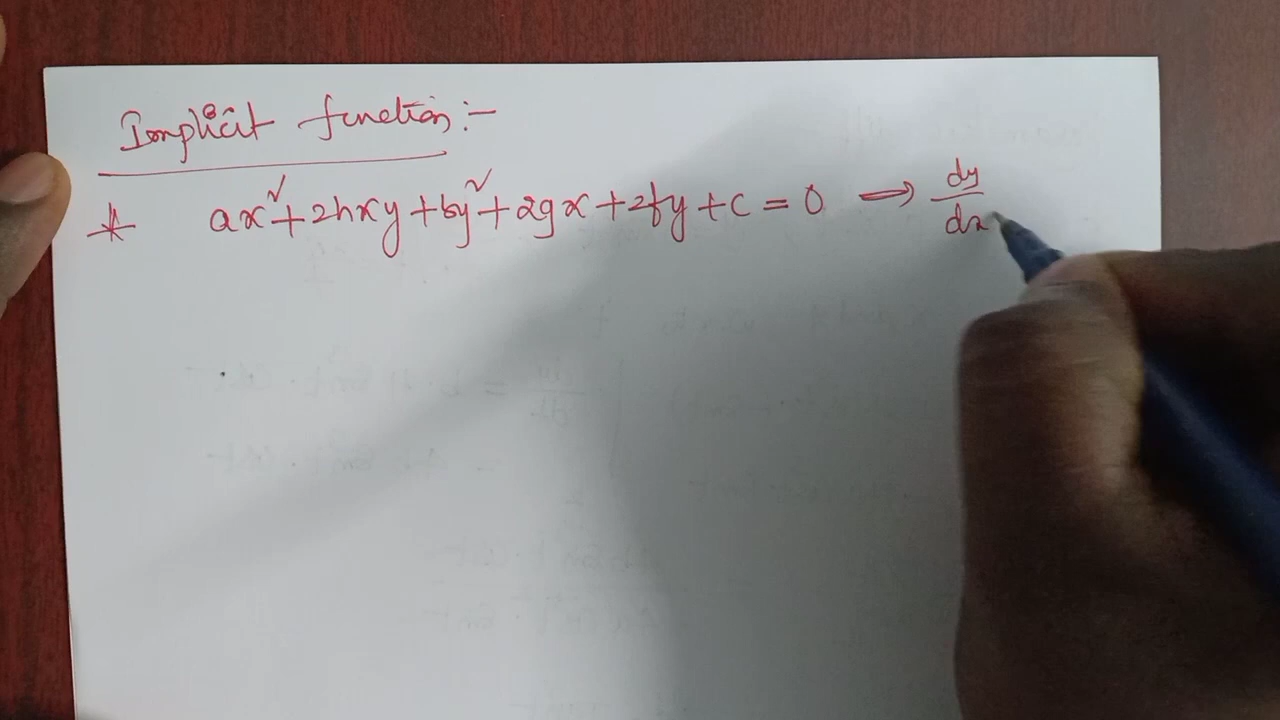 Implicit function:-
* ax²+2hxy+by²+2gx+2fy+c=0 ⇒ dy/dx